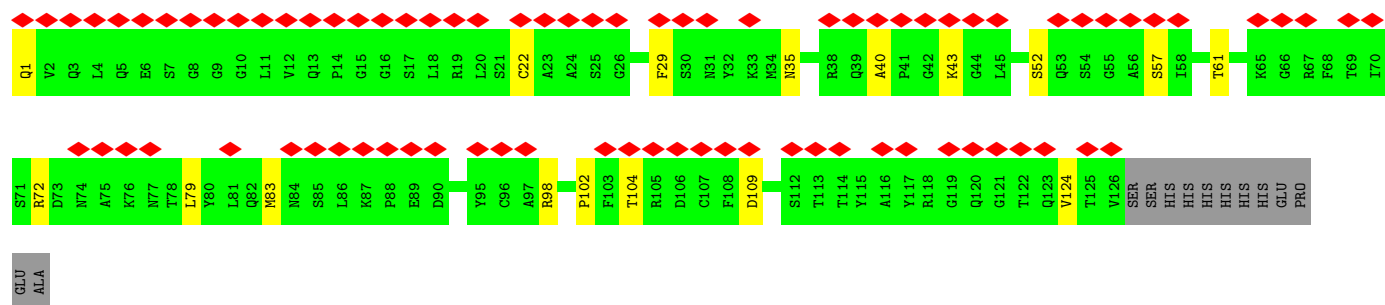 Q1 V2 Q3 L4 Q5 E6 S7 G8 G9 G10 L11 V12 Q13 P14 G15 G16 S17 L18 R19 L20 S21 C22 A23 A24 S25 G26 F29 S30 N31 Y32 K33 M34 N35 R38 Q39 A40 P41 G42 K43 G44 L45 S52 Q53 S54 G55 A56 S57 I58 T61 K65 G66 R67 F68 T69 I70
S71 R72 D73 N74 A75 K76 N77 T78 L79 Y80 L81 Q82 M83 N84 S85 L86 K87 P88 E89 D90 Y95 C96 A97 R98 P102 F103 T104 R105 D106 C107 F108 D109 S112 T113 T114 Y115 A116 Y117 R118 G119 Q120 G121 T122 Q123 V124 T125 V126 SER SER HIS HIS HIS HIS HIS HIS GLU PRO
GLU ALA